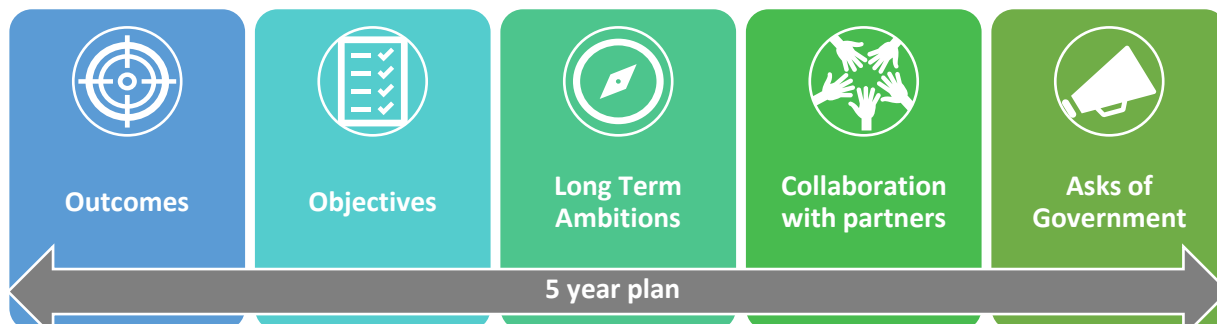 Outcomes
Objectives
Long Term
Ambitions
Collaboration
with partners
Asks of
Government
5 year plan